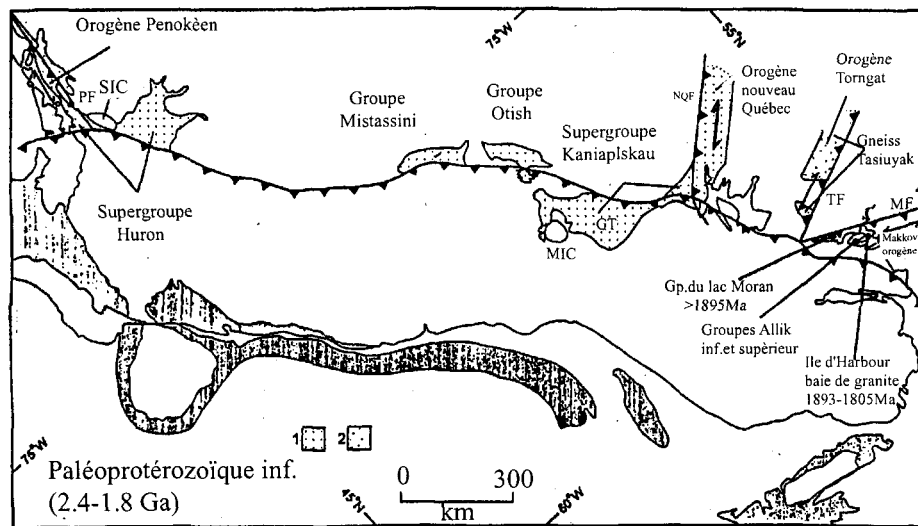 75°W
55°N
Orogène Penokèen
PF
SIC
Groupe
Mistassini
Groupe
Otish
Supergroupe
Kaniaplskau
NQF
Orogène
nouveau
Québec
Orogène
Torngat
Gneiss
Tasiuyak
Supergroupe
Huron
MIC
GT
TF
MF
Makkov
orogène
Gp.du lac Moran
>1895Ma
Groupes Allik
inf.et supèrieur
Ile d'Harbour
baie de granite
1893-1805Ma
1
2
75°W
Paléoprotérozoïque inf.
(2.4-1.8 Ga)
0 300
km
45°N
60°W